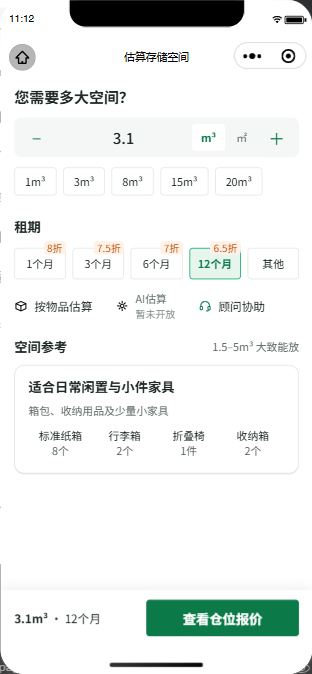 11:12
估算存储空间
您需要多大空间?
− 3.1 m³ ㎡ +
1m³ 3m³ 8m³ 15m³ 20m³
租期
8折 7.5折 7折 6.5折
1个月 3个月 6个月 12个月 其他
按物品估算 AI估算 顾问协助
暂未开放
空间参考 1.5–5m³ 大致能放
适合日常闲置与小件家具
箱包、收纳用品及少量小家具
标准纸箱 行李箱 折叠椅 收纳箱
8个 2个 1件 2个
3.1m³ · 12个月 查看仓位报价